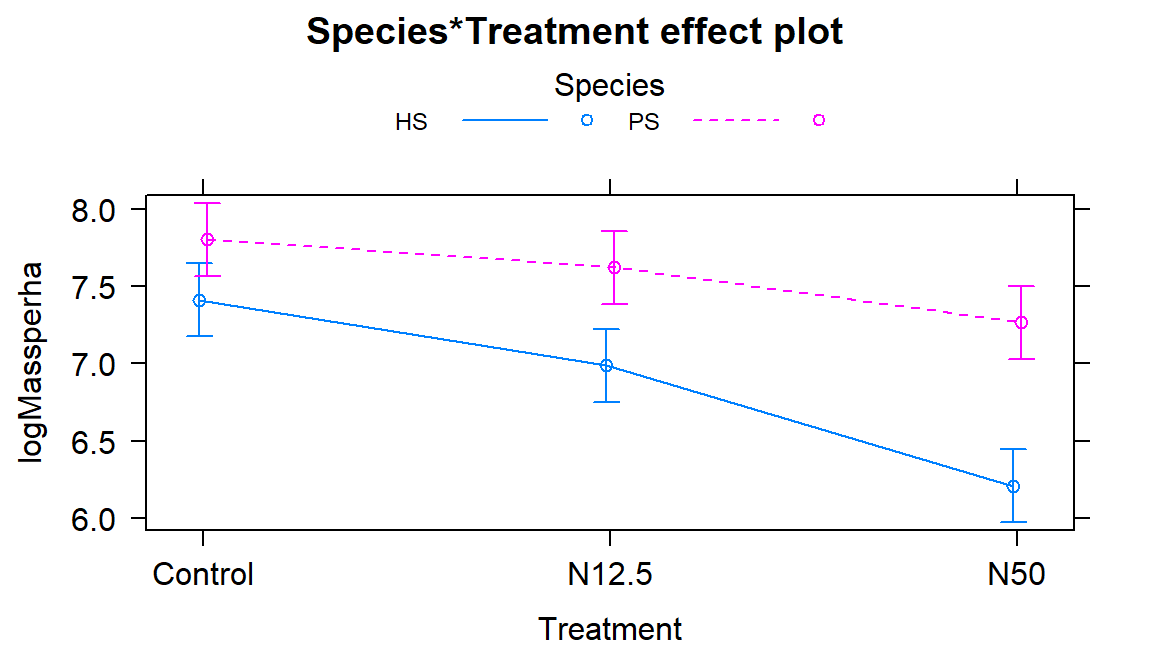 Species*Treatment effect plot
Species
HS PS
8.0
7.5
7.0
6.5
6.0
logMassperha
Control N12.5 N50
Treatment